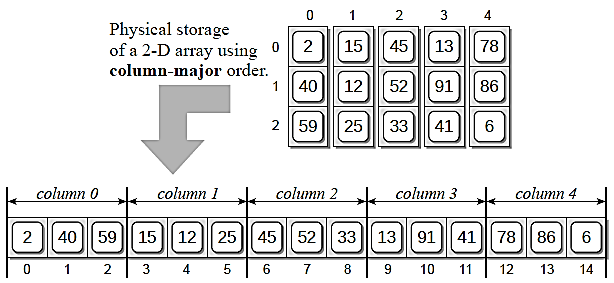 Physical storage
of a 2-D array using
column-major order.
0 1 2 3 4
0 2 15 45 13 78
1 40 12 52 91 86
2 59 25 33 41 6
column 0 column 1 column 2 column 3 column 4
2 40 59 15 12 25 45 52 33 13 91 41 78 86 6
0 1 2 3 4 5 6 7 8 9 10 11 12 13 14